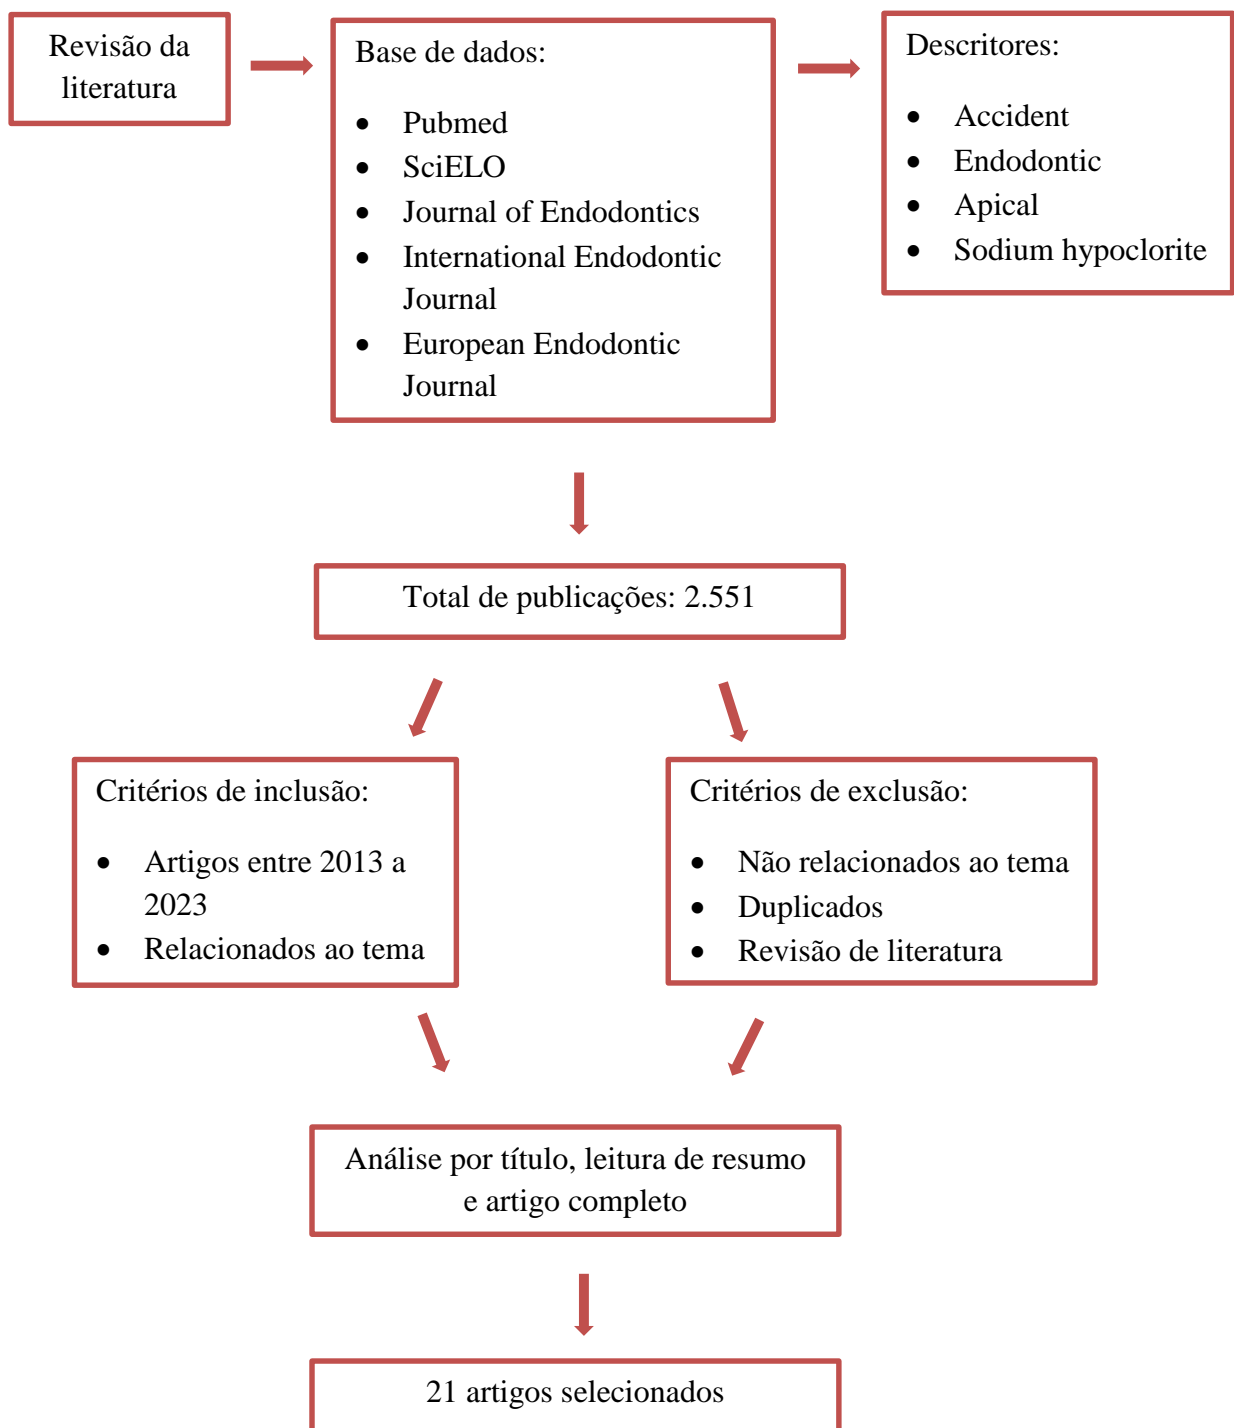 Revisão da
literatura
Base de dados:
• Pubmed
• SciELO
• Journal of Endodontics
• International Endodontic
Journal
• European Endodontic
Journal
Descritores:
• Accident
• Endodontic
• Apical
• Sodium hypoclorite
Total de publicações: 2.551
Critérios de inclusão:
• Artigos entre 2013 a
2023
• Relacionados ao tema
Critérios de exclusão:
• Não relacionados ao tema
• Duplicados
• Revisão de literatura
Análise por título, leitura de resumo
e artigo completo
21 artigos selecionados